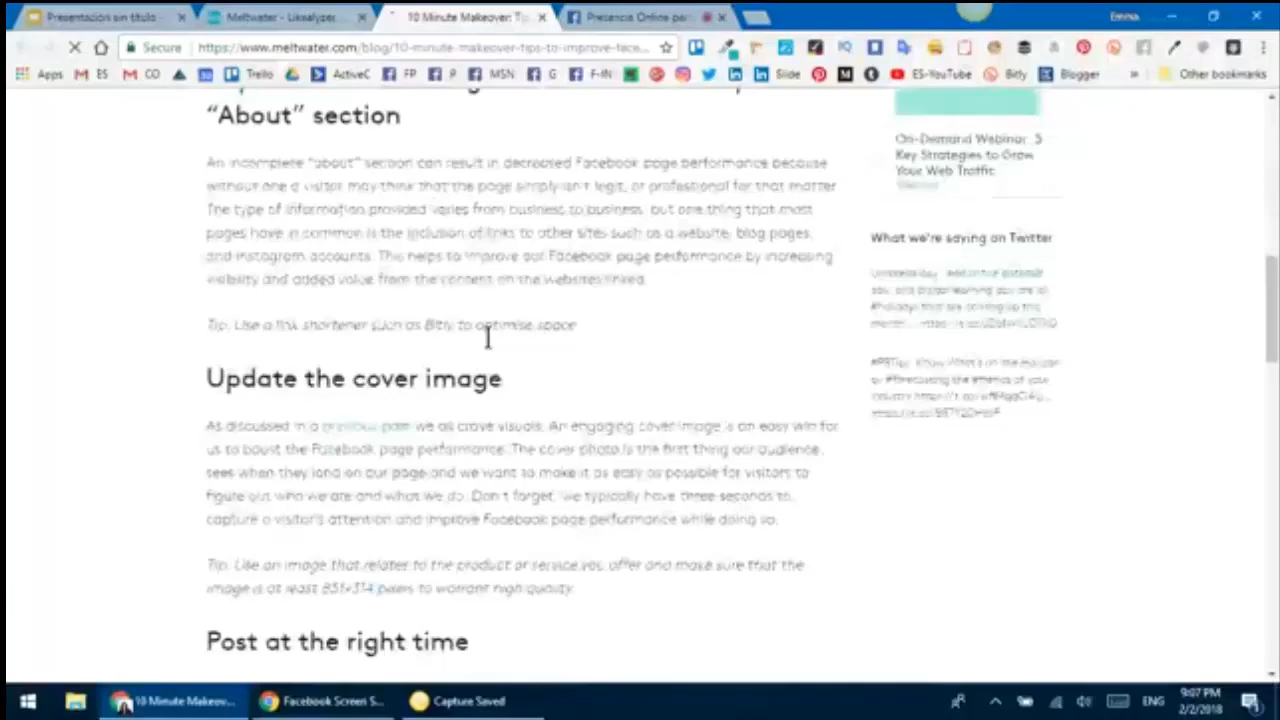 Presentación sin título -
Meltwater - Likealyzer
10 Minute Makeover: Tip
Presencia Online par
Emma
Secure
https://www.meltwater.com/blog/10-minute-makeover-tips-to-improve-face...
Apps
ES
CO
Trello
ActiveC
FP
P
MSN
G
F-IN
Slide
ES-YouTube
Bitly
Blogger
»
Other bookmarks
"About" section
An incomplete "about" section can result in decreased Facebook page performance because
without one a visitor may think that the page simply isn't legit, or professional for that matter
The type of information provided varies from business to business, but one thing that most
pages have in common is the inclusion of links to other sites such as a website, blog pages,
and Instagram accounts. This helps to improve our Facebook page performance by increasing
visibility and added value from the content on the websites linked.
Tip: Use a link shortener such as Bitly to optimise space
Update the cover image
As discussed in a previous post we as crave visuals. An engaging cover image is an easy win for
us to boost the Facebook page performance. The cover photo is the first thing our audience
sees when they land on our page and we want to make it as easy as possible for visitors to
figure out who we are and what we do. Don't forget, we typically have three seconds to
capture a visitor's attention and improve Facebook page performance while doing so.
Tip: Use an image that relates to the product or service you offer and make sure that the
image is at least 851×314 pixels to warrant high quality
Post at the right time
On-Demand Webinar: 5
Key Strategies to Grow
Your Web Traffic
What we're saying on Twitter
10 Minute Makeov...
Facebook Screen S...
Capture Saved
ENG
9:07 PM
2/2/2018